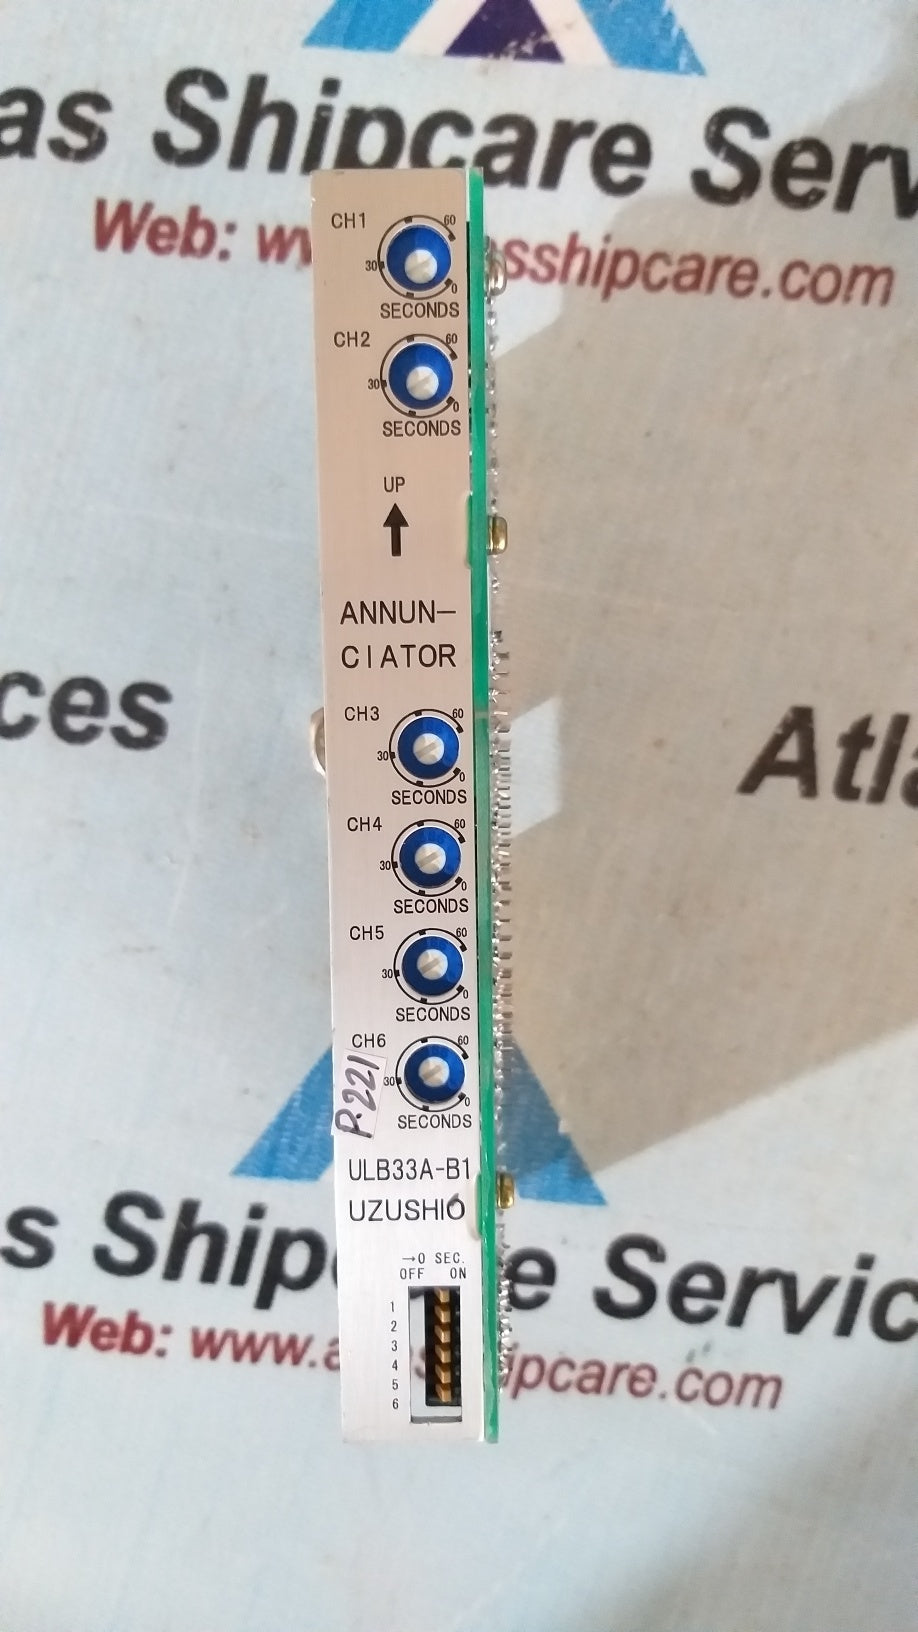 as Shipcare Serv
Web: ww
sshipcare.com
CH1
60
30
0
SECONDS
CH2
60
30
0
SECONDS
UP
ANNUN-
CIATOR
ces
Atla
CH3
60
30
0
SECONDS
CH4
60
30
0
SECONDS
CH5
60
30
0
SECONDS
CH6
60
30
0
SECONDS
P.221
ULB33A-B1
UZUSHIO
s Ship e Servic
→0 SEC.
OFF ON
1
2
3
4
5
6
Web: www.a
ipcare.com